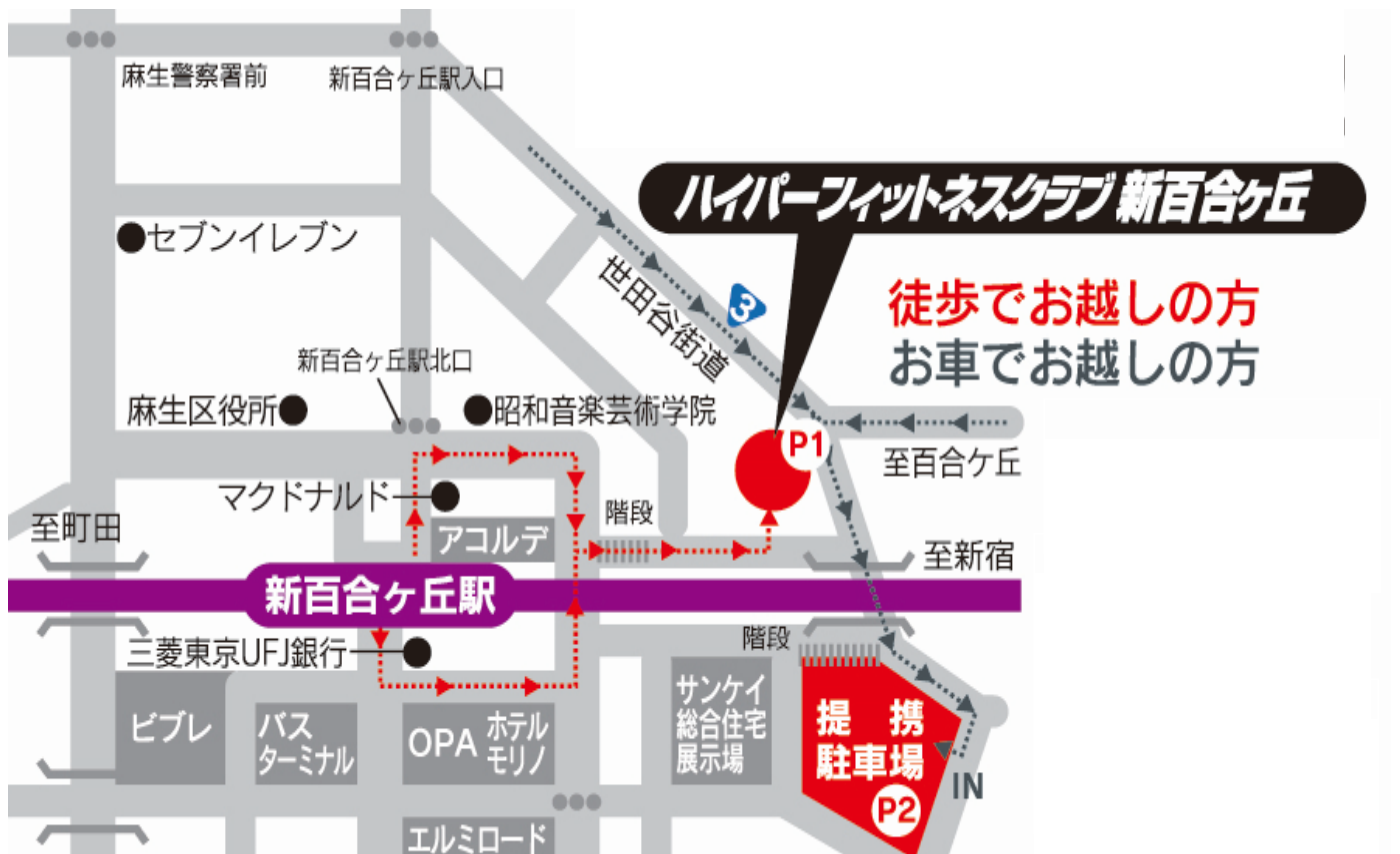 麻生警察署前
新百合ヶ丘駅入口
ハイパーフィットネスクラブ 新百合ヶ丘
セブンイレブン
世田谷街道
3
徒歩でお越しの方
お車でお越しの方
新百合ヶ丘駅北口
麻生区役所
昭和音楽芸術学院
P1
至百合ケ丘
マクドナルド
階段
至町田
アコルデ
至新宿
新百合ヶ丘駅
階段
三菱東京UFJ銀行
ビブレ
バス
ターミナル
OPA
ホテル
モリノ
サンケイ
総合住宅
展示場
提 携
駐車場
P2
IN
エルミロード